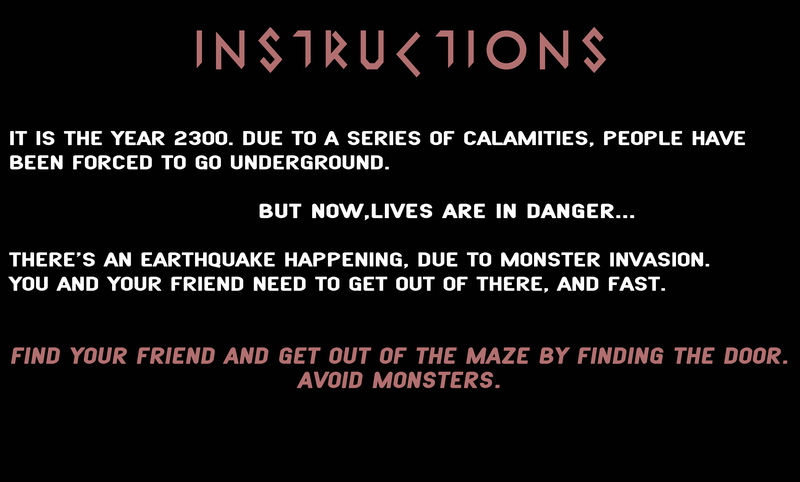 INSTRUCTIONS
IT IS THE YEAR 2300. DUE TO A SERIES OF CALAMITIES, PEOPLE HAVE
BEEN FORCED TO GO UNDERGROUND.
BUT NOW,LIVES ARE IN DANGER...
THERE'S AN EARTHQUAKE HAPPENING, DUE TO MONSTER INVASION.
YOU AND YOUR FRIEND NEED TO GET OUT OF THERE, AND FAST.
FIND YOUR FRIEND AND GET OUT OF THE MAZE BY FINDING THE DOOR.
AVOID MONSTERS.